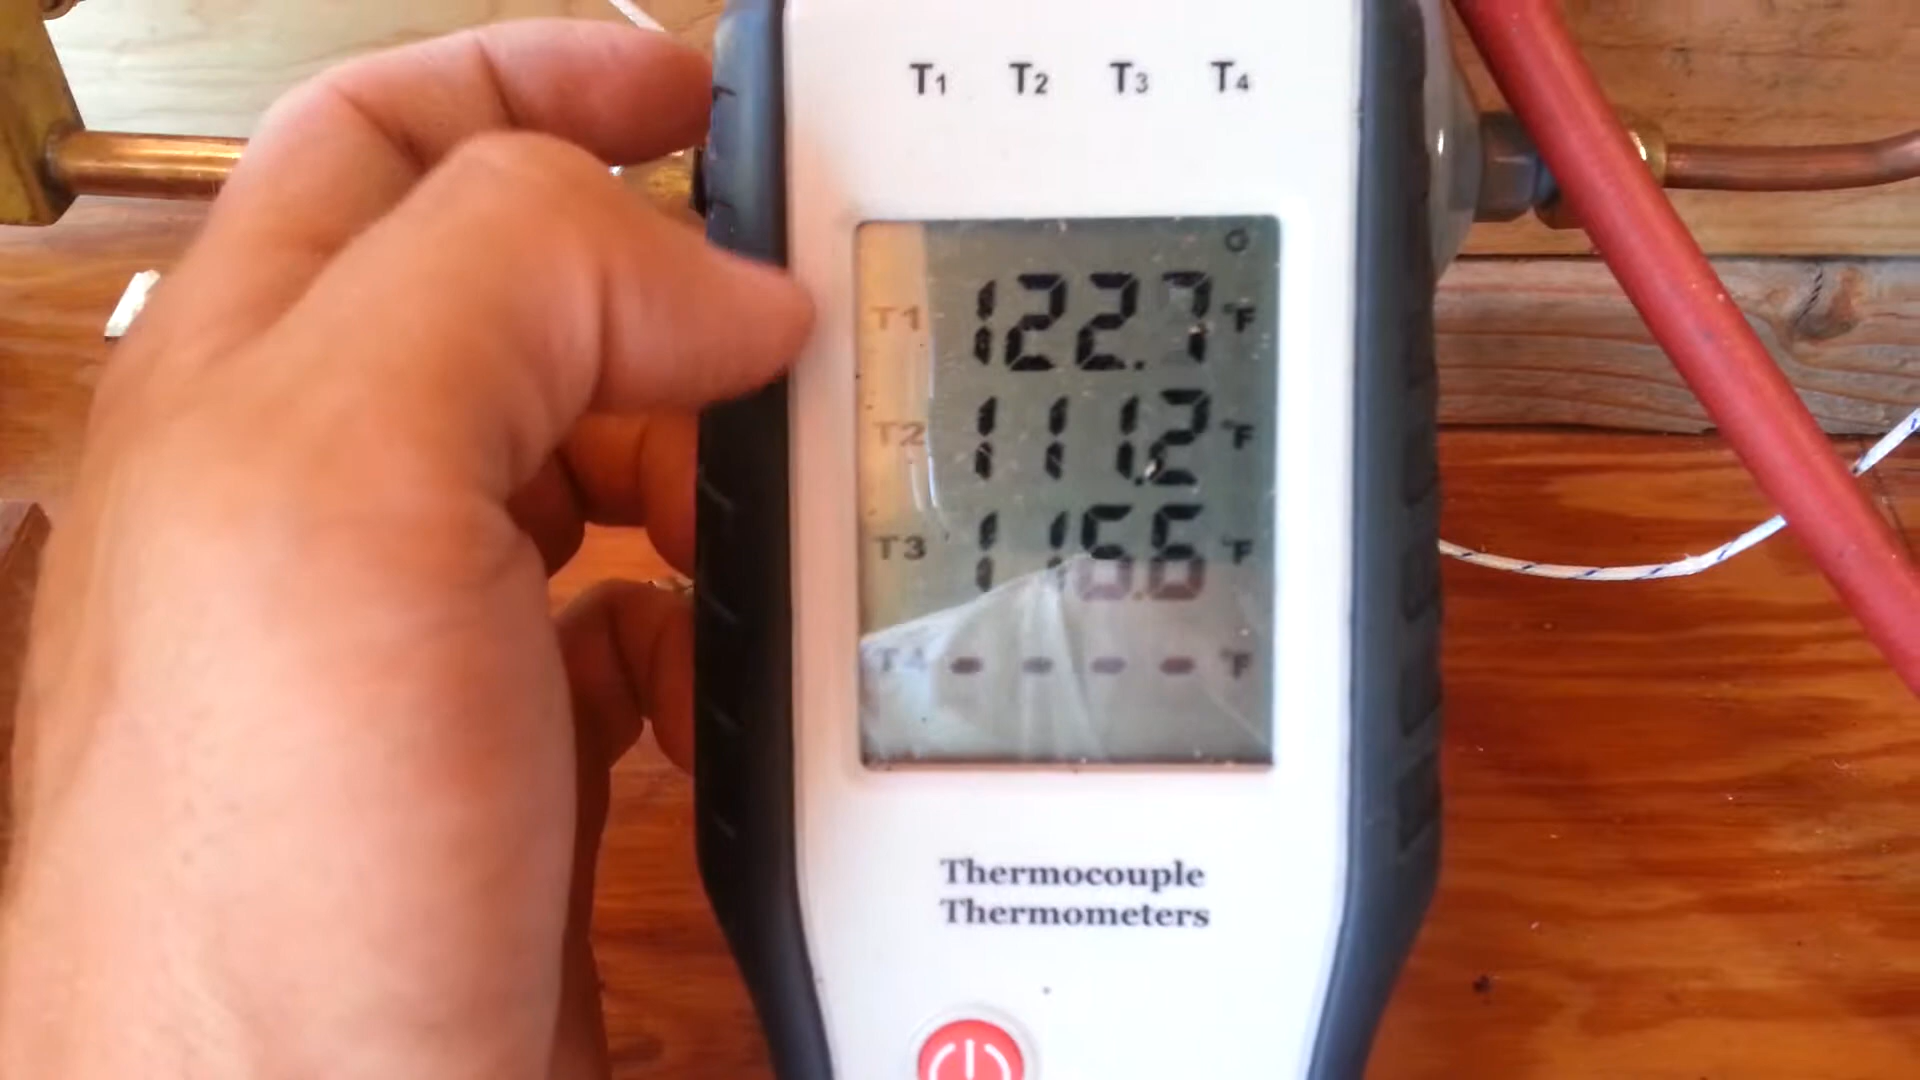 T1 T2 T3 T4
T1 122.7 °F
T2 111.2 °F
T3 116.6 °F
T4 - - - - °F
Thermocouple
Thermometers